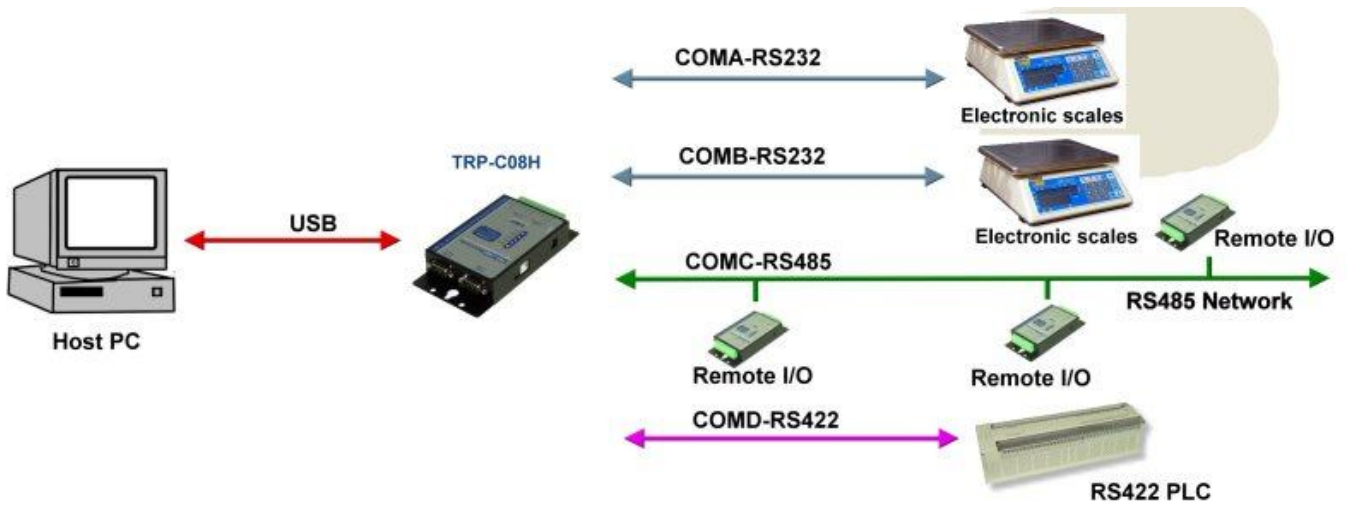 COMA-RS232
Electronic scales
TRP-C08H
COMB-RS232
USB
Electronic scales
Remote I/O
COMC-RS485
RS485 Network
Host PC
Remote I/O
Remote I/O
COMD-RS422
RS422 PLC